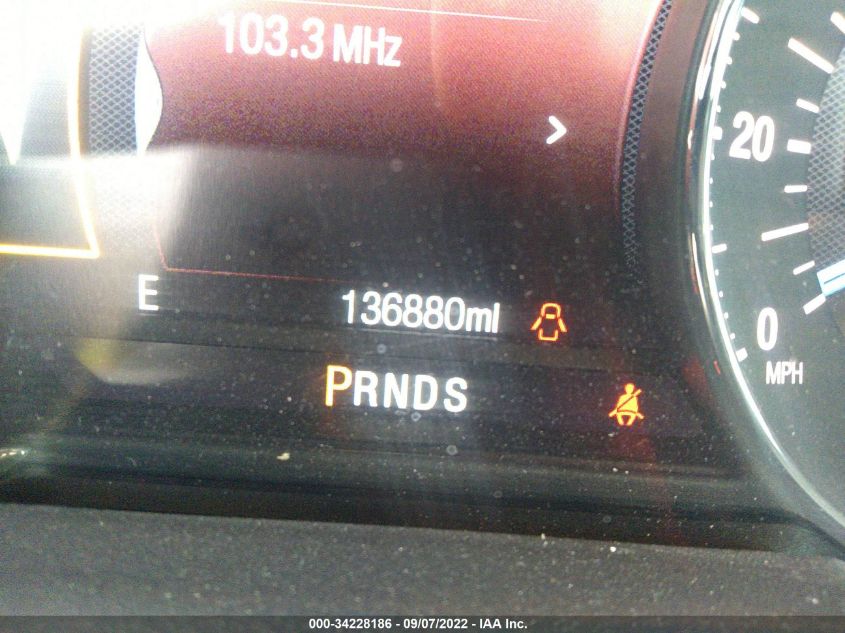 103.3 MHz
>
20
E
136880mi
0
MPH
PRNDS
000-34228186 - 09/07/2022 - IAA Inc.